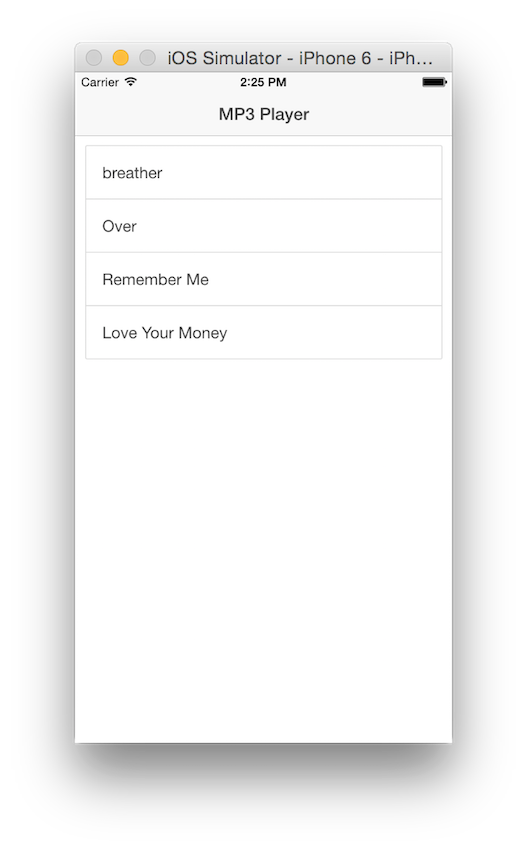 iOS Simulator - iPhone 6 - iPh...
Carrier 2:25 PM
MP3 Player
breather
Over
Remember Me
Love Your Money